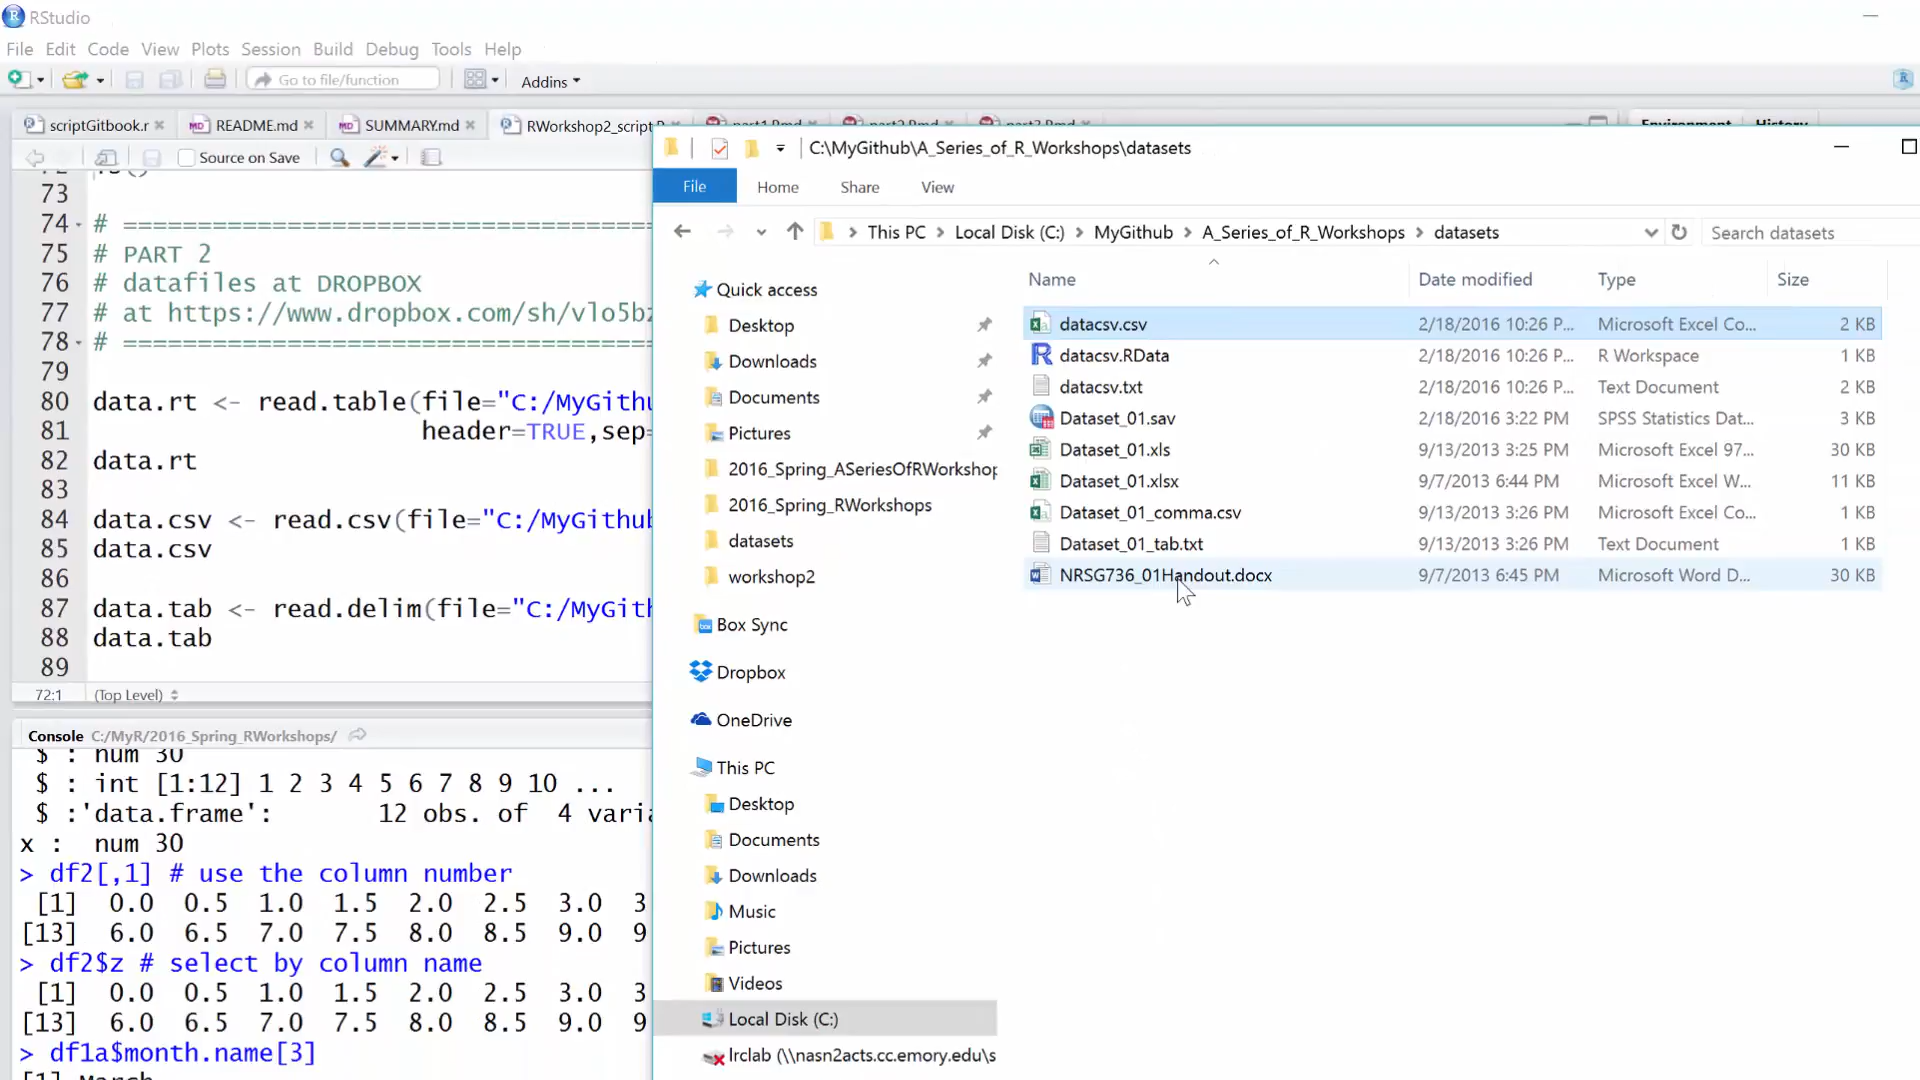 RStudio
File Edit Code View Plots Session Build Debug Tools Help
Go to file/function Addins
scriptGitbook.r README.md SUMMARY.md RWorkshop2_script
Environment History
Source on Save
73
74 # ===================================
75 # PART 2
76 # datafiles at DROPBOX
77 # at https://www.dropbox.com/sh/vlo5bz
78 # ===================================
79
80 data.rt <- read.table(file="C:/MyGithu
81 header=TRUE,sep=
82 data.rt
83
84 data.csv <- read.csv(file="C:/MyGithub
85 data.csv
86
87 data.tab <- read.delim(file="C:/MyGith
88 data.tab
89
72:1 (Top Level)
Console C:/MyR/2016_Spring_RWorkshops/
$ : num 30
$ : int [1:12] 1 2 3 4 5 6 7 8 9 10 ...
$ :'data.frame': 12 obs. of 4 varia
x : num 30
> df2[,1] # use the column number
[1] 0.0 0.5 1.0 1.5 2.0 2.5 3.0 3
[13] 6.0 6.5 7.0 7.5 8.0 8.5 9.0 9
> df2$z # select by column name
[1] 0.0 0.5 1.0 1.5 2.0 2.5 3.0 3
[13] 6.0 6.5 7.0 7.5 8.0 8.5 9.0 9
> df1a$month.name[3]
[1] March
C:\MyGithub\A_Series_of_R_Workshops\datasets
File Home Share View
This PC > Local Disk (C:) > MyGithub > A_Series_of_R_Workshops > datasets
Search datasets
Name Date modified Type Size
datacsv.csv 2/18/2016 10:26 P... Microsoft Excel Co... 2 KB
datacsv.RData 2/18/2016 10:26 P... R Workspace 1 KB
datacsv.txt 2/18/2016 10:26 P... Text Document 2 KB
Dataset_01.sav 2/18/2016 3:22 PM SPSS Statistics Dat... 3 KB
Dataset_01.xls 9/13/2013 3:25 PM Microsoft Excel 97... 30 KB
Dataset_01.xlsx 9/7/2013 6:44 PM Microsoft Excel W... 11 KB
Dataset_01_comma.csv 9/13/2013 3:26 PM Microsoft Excel Co... 1 KB
Dataset_01_tab.txt 9/13/2013 3:26 PM Text Document 1 KB
NRSG736_01Handout.docx 9/7/2013 6:45 PM Microsoft Word D... 30 KB
Quick access
Desktop
Downloads
Documents
Pictures
2016_Spring_ASeriesOfRWorkshop
2016_Spring_RWorkshops
datasets
workshop2
Box Sync
Dropbox
OneDrive
This PC
Desktop
Documents
Downloads
Music
Pictures
Videos
Local Disk (C:)
lrclab (\\nasn2acts.cc.emory.edu\s